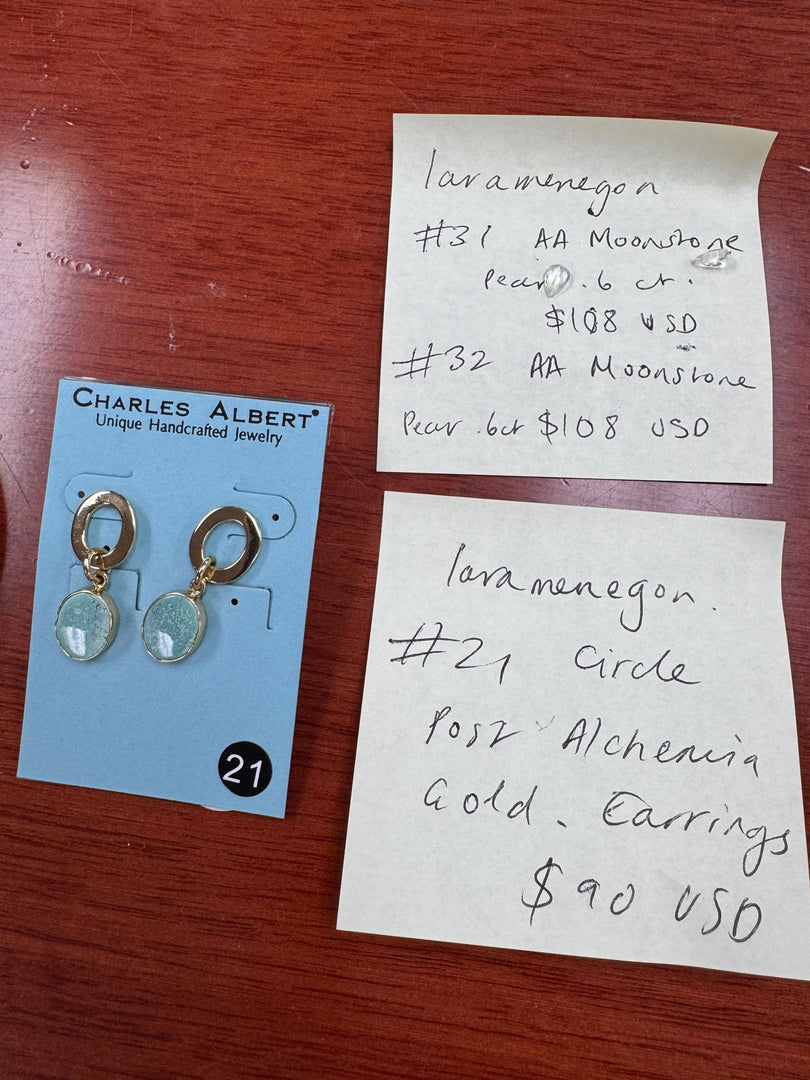 CHARLES ALBERT®
Unique Handcrafted Jewelry
21
laramenegon
#31 AA Moonstone
Pear .6 ct.
$108 USD
#32 AA Moonstone
Pear .6ct $108 USD
laramenegon.
#21 Circle
Post Alchemia
Gold. Earrings
$90 USD